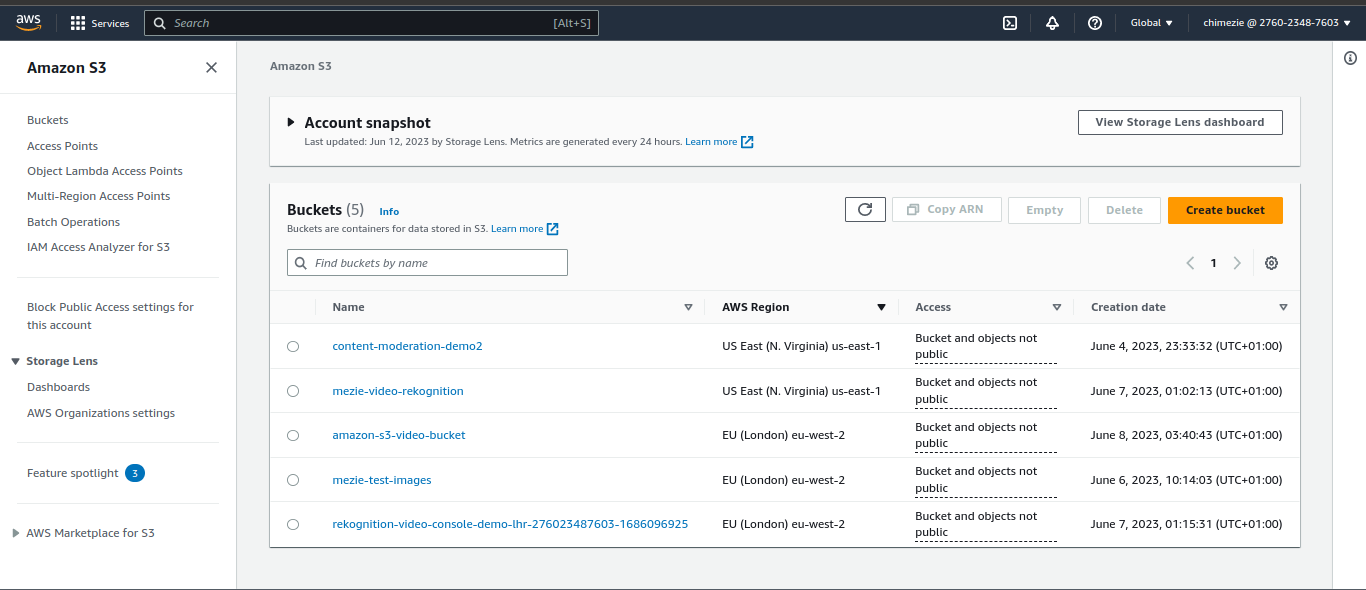 aws
Services
Search
[Alt+S]
Global
chimezie @ 2760-2348-7603
Amazon S3
Buckets
Access Points
Object Lambda Access Points
Multi-Region Access Points
Batch Operations
IAM Access Analyzer for S3
Block Public Access settings for
this account
Storage Lens
Dashboards
AWS Organizations settings
Feature spotlight 3
AWS Marketplace for S3
Amazon S3
Account snapshot
Last updated: Jun 12, 2023 by Storage Lens. Metrics are generated every 24 hours. Learn more
View Storage Lens dashboard
Buckets (5) Info
Buckets are containers for data stored in S3. Learn more
Copy ARN
Empty
Delete
Create bucket
Find buckets by name
1
Name AWS Region Access Creation date
content-moderation-demo2 US East (N. Virginia) us-east-1 Bucket and objects not June 4, 2023, 23:33:32 (UTC+01:00)
public
mezie-video-rekognition US East (N. Virginia) us-east-1 Bucket and objects not June 7, 2023, 01:02:13 (UTC+01:00)
public
amazon-s3-video-bucket EU (London) eu-west-2 Bucket and objects not June 8, 2023, 03:40:43 (UTC+01:00)
public
mezie-test-images EU (London) eu-west-2 Bucket and objects not June 6, 2023, 10:14:03 (UTC+01:00)
public
rekognition-video-console-demo-lhr-276023487603-1686096925 EU (London) eu-west-2 Bucket and objects not June 7, 2023, 01:15:31 (UTC+01:00)
public